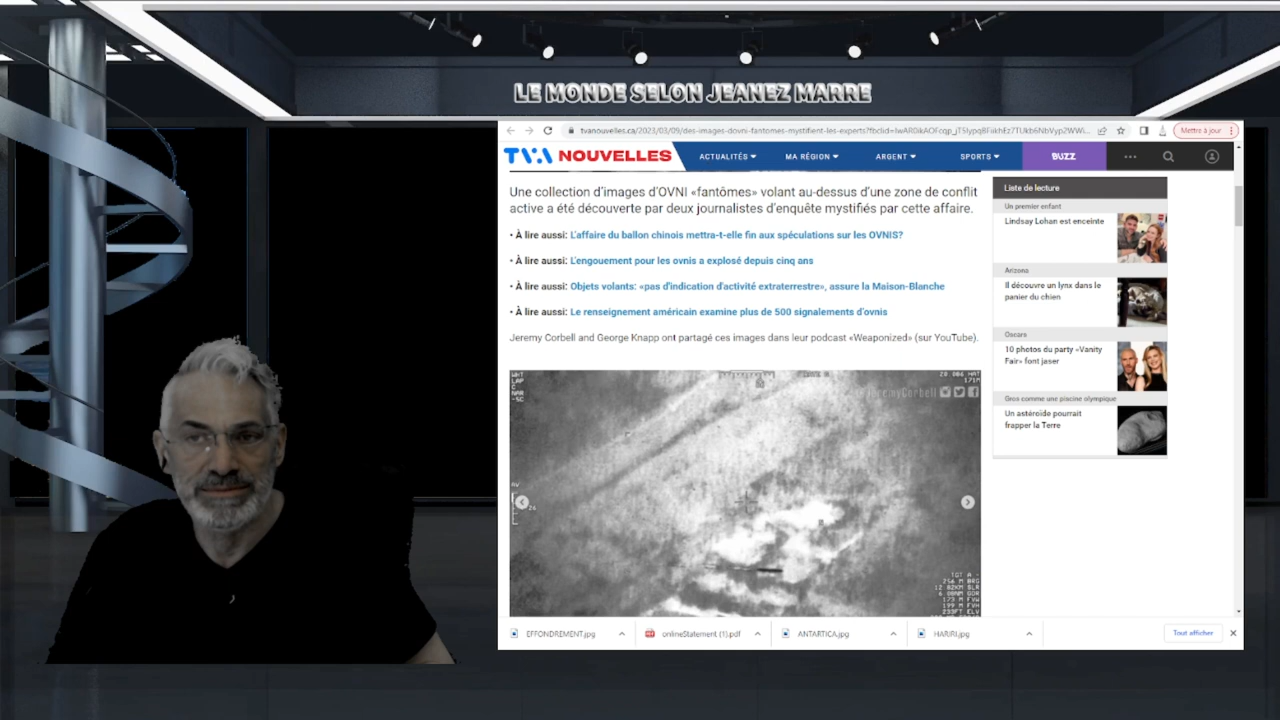 LE MONDE SELON JEANEZ MARRE
TVA NOUVELLES
ACTUALITÉS
MA RÉGION
ARGENT
SPORTS
BUZZ
Mettre à jour
Une collection d'images d'OVNI «fantômes» volant au-dessus d'une zone de conflit
active a été découverte par deux journalistes d'enquête mystifiés par cette affaire.
• À lire aussi: L'affaire du ballon chinois mettra-t-elle fin aux spéculations sur les OVNIS?
• À lire aussi: L'engouement pour les ovnis a explosé depuis cinq ans
• À lire aussi: Objets volants: «pas d'indication d'activité extraterrestre», assure la Maison-Blanche
• À lire aussi: Le renseignement américain examine plus de 500 signalements d'ovnis
Jeremy Corbell and George Knapp ont partagé ces images dans leur podcast «Weaponized» (sur YouTube).
WHT
LAP
C
NAR
JeremyCorbell
171M
AV
26
Liste de lecture
Un premier enfant
Lindsay Lohan est enceinte
Arizona
Il découvre un lynx dans le
panier du chien
Oscars
10 photos du party «Vanity
Fair» font jaser
Gros comme une piscine olympique
Un astéroïde pourrait
frapper la Terre
EFFONDREMENT.jpg
onlineStatement (1).pdf
ANTARTICA.jpg
HARIRI.jpg
Tout afficher